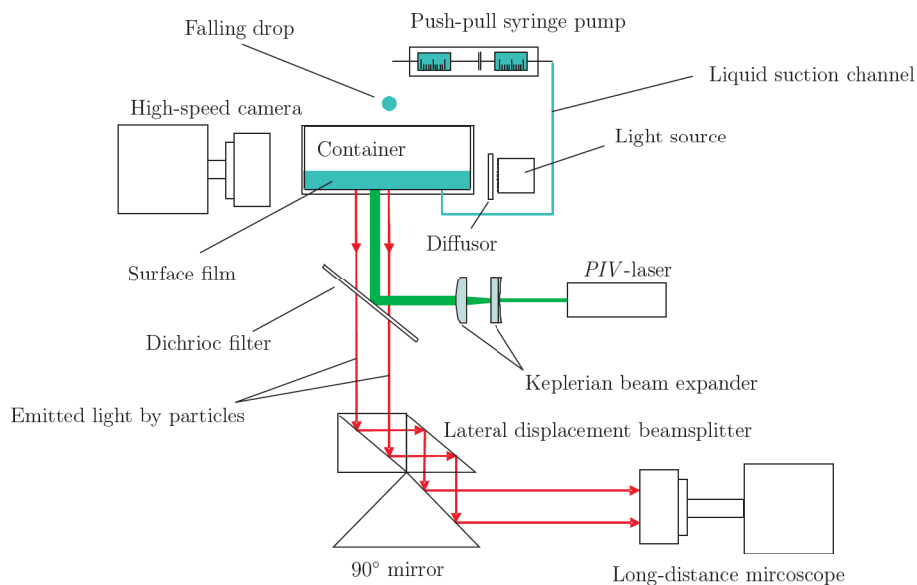 Push-pull syringe pump
Falling drop
Liquid suction channel
High-speed camera
Light source
Container
Diffusor
Surface film
PIV-laser
Dichrioc filter
Keplerian beam expander
Emitted light by particles
Lateral displacement beamsplitter
90° mirror
Long-distance mircoscope